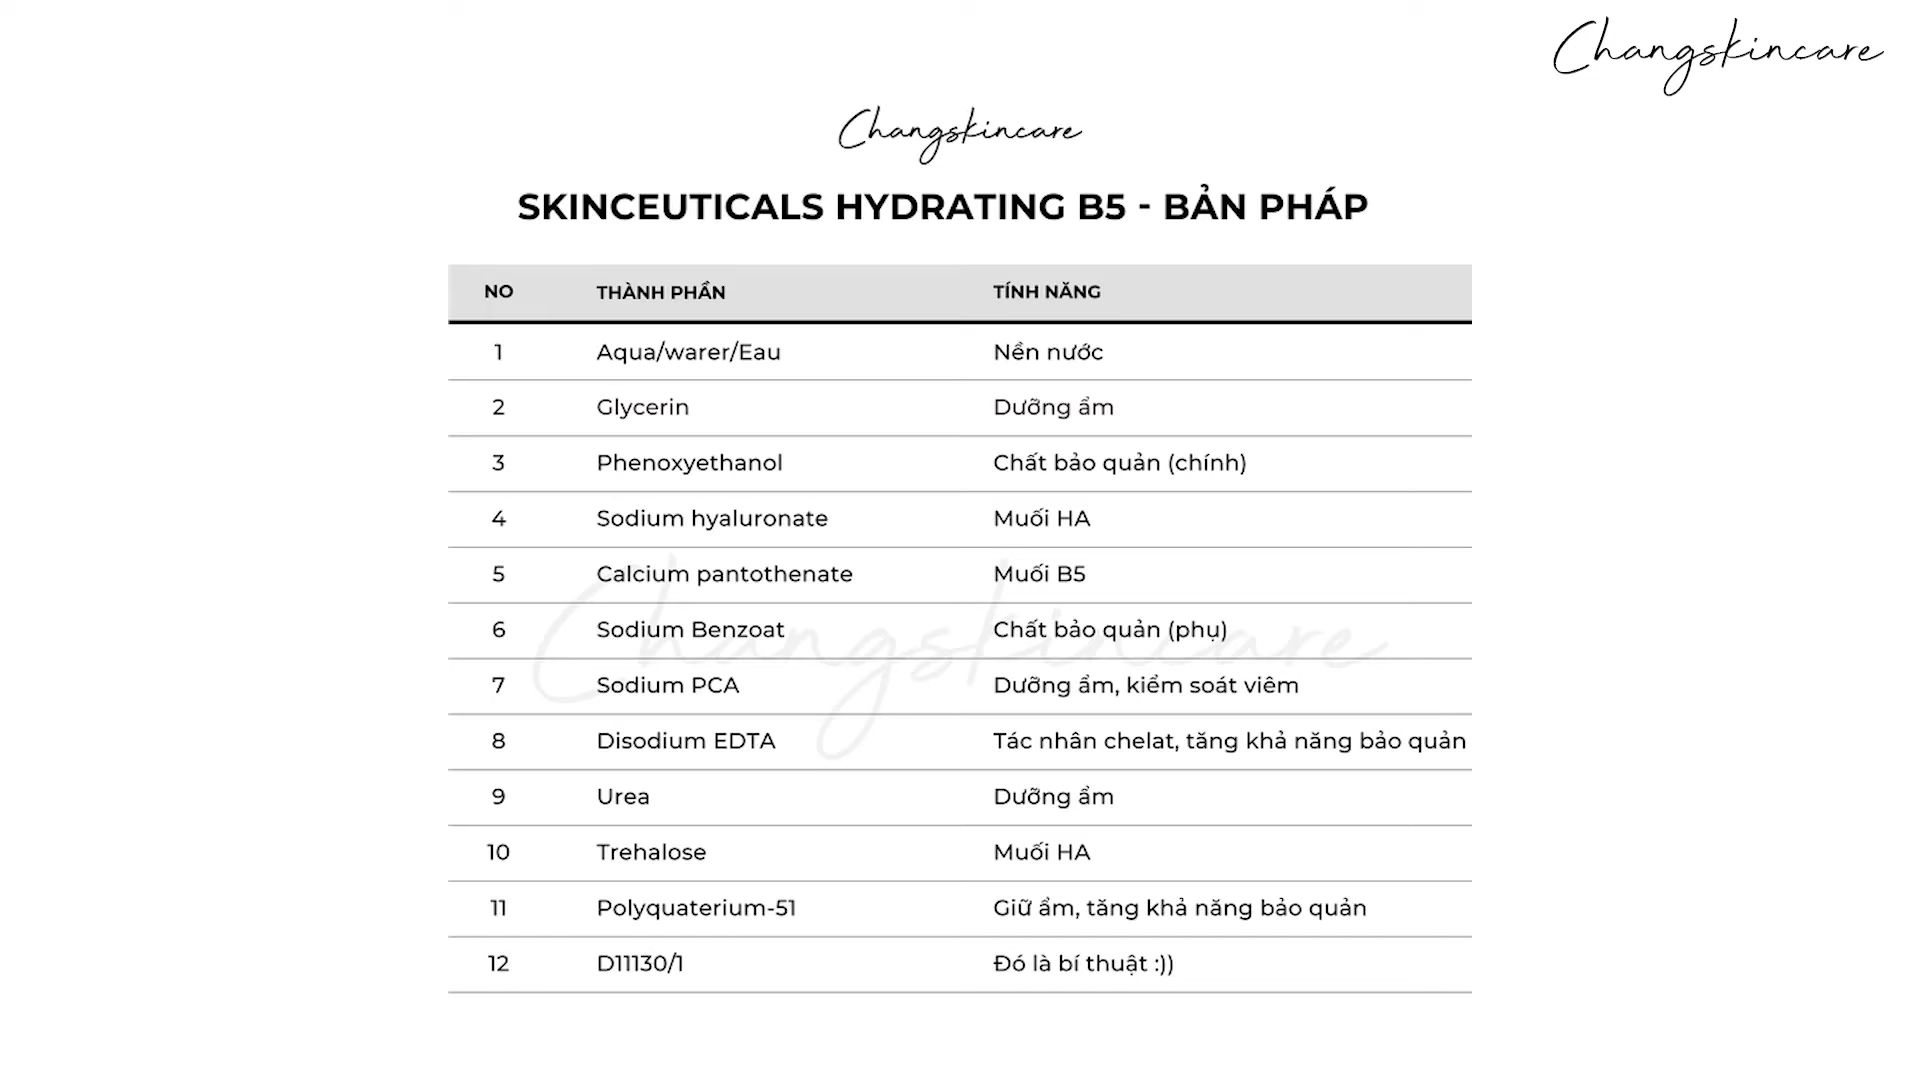 Changskincare
Changskincare
SKINCEUTICALS HYDRATING B5 - BẢN PHÁP
NO THÀNH PHẦN TÍNH NĂNG
1 Aqua/warer/Eau Nền nước
2 Glycerin Dưỡng ẩm
3 Phenoxyethanol Chất bảo quản (chính)
4 Sodium hyaluronate Muối HA
5 Calcium pantothenate Muối B5
6 Sodium Benzoat Chất bảo quản (phụ)
Changskincare
7 Sodium PCA Dưỡng ẩm, kiểm soát viêm
8 Disodium EDTA Tác nhân chelat, tăng khả năng bảo quản
9 Urea Dưỡng ẩm
10 Trehalose Muối HA
11 Polyquaterium-51 Giữ ẩm, tăng khả năng bảo quản
12 D11130/1 Đó là bí thuật :))